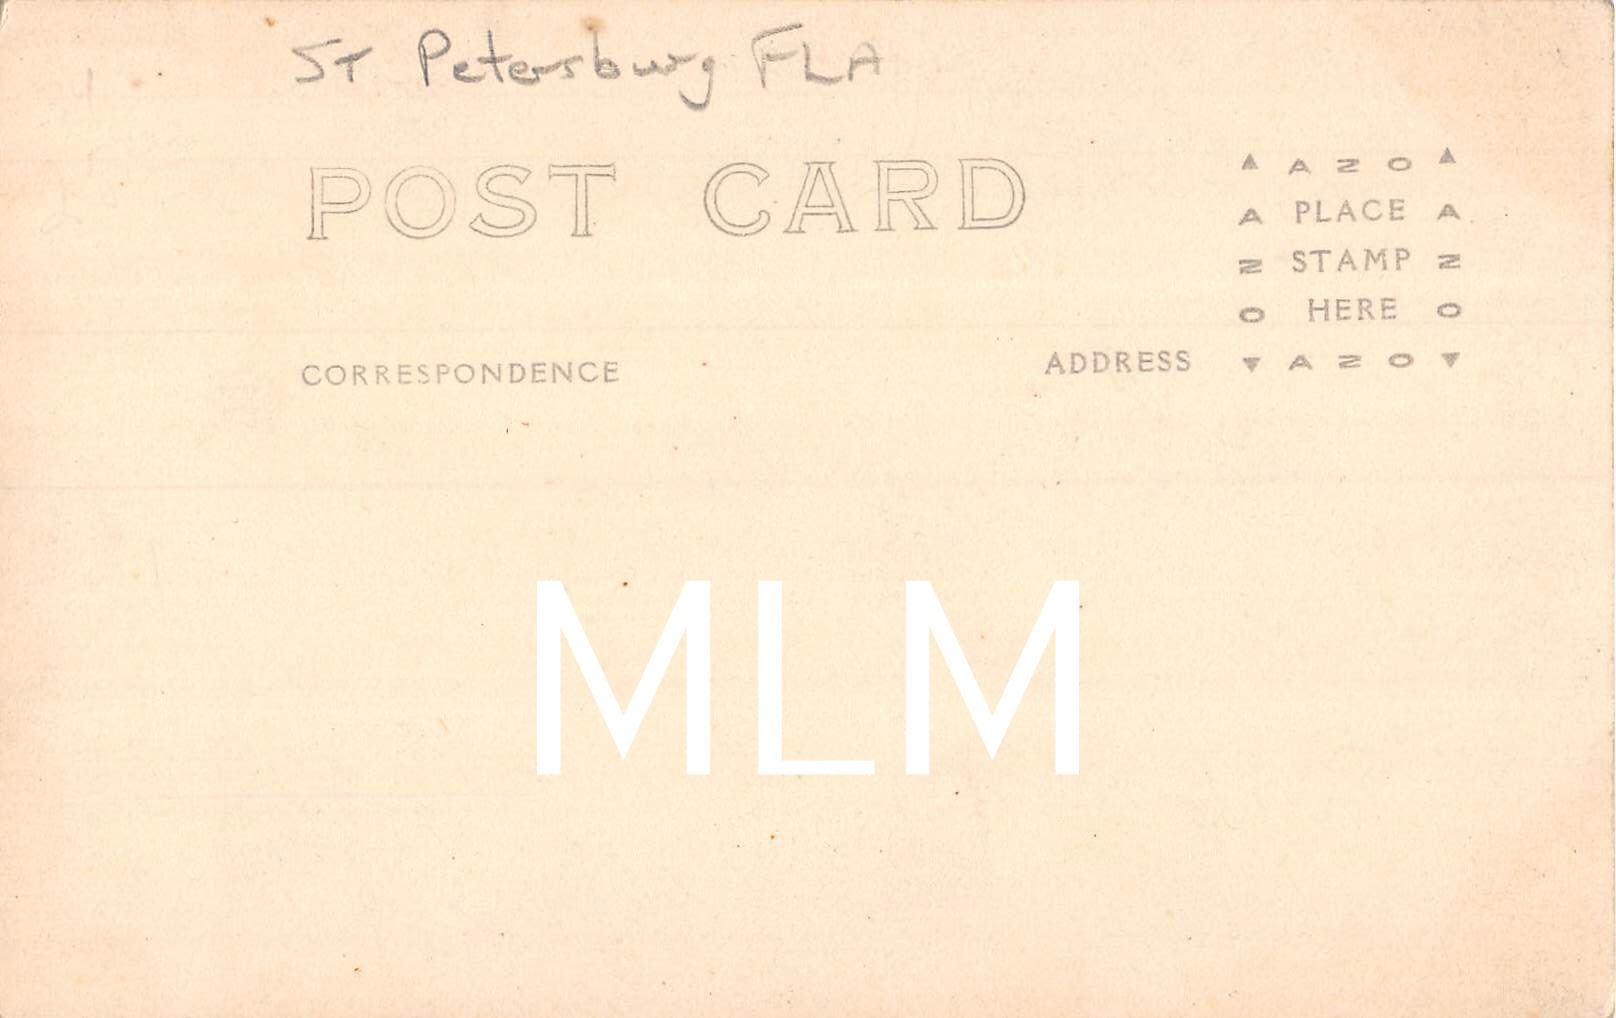 ST Petersburg FLA
POST CARD
AZO
A PLACE A
N STAMP N
O HERE O
AZO
CORRESPONDENCE
ADDRESS
MLM